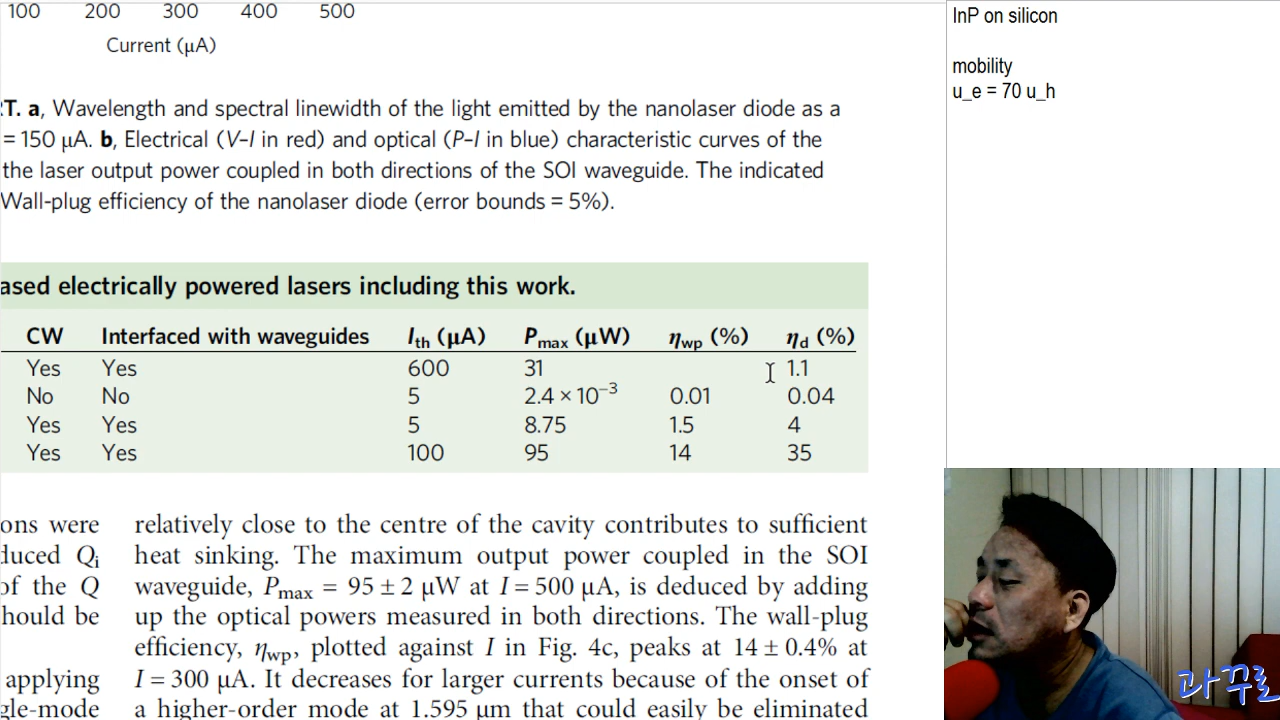 100 200 300 400 500
Current (µA)
T. a, Wavelength and spectral linewidth of the light emitted by the nanolaser diode as a
= 150 µA. b, Electrical (V–I in red) and optical (P–I in blue) characteristic curves of the
the laser output power coupled in both directions of the SOI waveguide. The indicated
Wall-plug efficiency of the nanolaser diode (error bounds = 5%).
ased electrically powered lasers including this work.
CW Interfaced with waveguides Ith (µA) Pmax (µW) ηwp (%) ηd (%)
Yes Yes 600 31 1.1
No No 5 2.4 × 10−3 0.01 0.04
Yes Yes 5 8.75 1.5 4
Yes Yes 100 95 14 35
ons were
duced Qi
of the Q
hould be
applying
gle-mode
relatively close to the centre of the cavity contributes to sufficient
heat sinking. The maximum output power coupled in the SOI
waveguide, Pmax = 95 ± 2 µW at I = 500 µA, is deduced by adding
up the optical powers measured in both directions. The wall-plug
efficiency, ηwp, plotted against I in Fig. 4c, peaks at 14 ± 0.4% at
I = 300 µA. It decreases for larger currents because of the onset of
a higher-order mode at 1.595 µm that could easily be eliminated
InP on silicon
mobility
u_e = 70 u_h
과꾸로